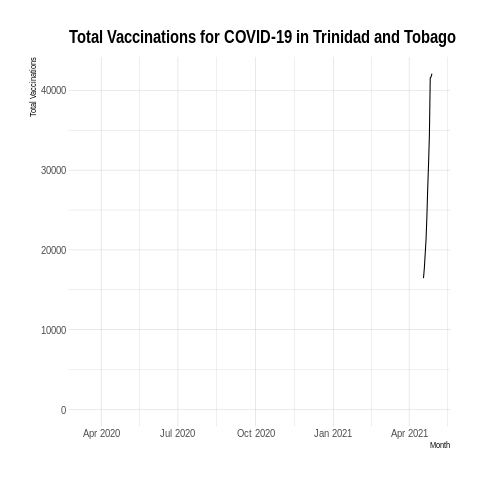 Total Vaccinations for COVID-19 in Trinidad and Tobago
Total Vaccinations
40000
30000
20000
10000
0
Apr 2020 Jul 2020 Oct 2020 Jan 2021 Apr 2021
Month